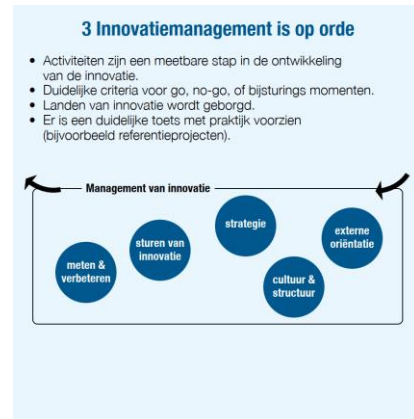 3 Innovatiemanagement is op orde
• Activiteiten zijn een meetbare stap in de ontwikkeling
van de innovatie.
• Duidelijke criteria voor go, no-go, of bijsturings momenten.
• Landen van innovatie wordt geborgd.
• Er is een duidelijke toets met praktijk voorzien
(bijvoorbeeld referentieprojecten).
Management van innovatie
meten &
verbeteren
sturen van
innovatie
strategie
cultuur &
structuur
externe
oriëntatie